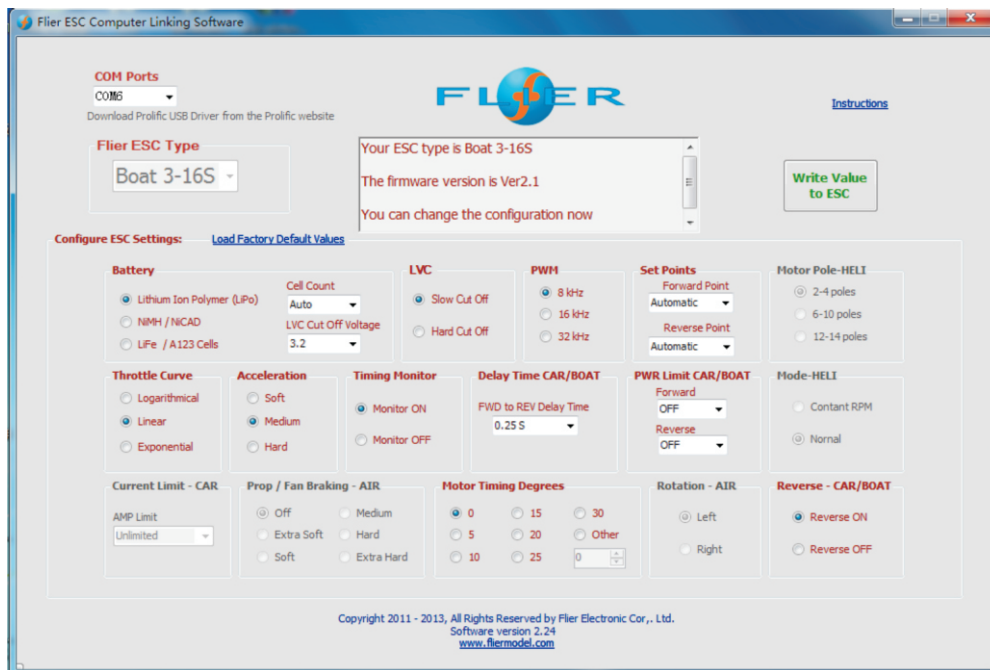 Flier ESC Computer Linking Software
COM Ports
COM6
Download Prolific USB Driver from the Prolific website
FLIER
Instructions
Flier ESC Type
Boat 3-16S
Your ESC type is Boat 3-16S
The firmware version is Ver2.1
You can change the configuration now
Write Value
to ESC
Configure ESC Settings:
Load Factory Default Values
Battery
Lithium Ion Polymer (LiPo)
NiMH / NiCAD
LiFe / A123 Cells
Cell Count
Auto
LVC Cut Off Voltage
3.2
LVC
Slow Cut Off
Hard Cut Off
PWM
8 kHz
16 kHz
32 kHz
Set Points
Forward Point
Automatic
Reverse Point
Automatic
Motor Pole-HELI
2-4 poles
6-10 poles
12-14 poles
Throttle Curve
Logarithmical
Linear
Exponential
Acceleration
Soft
Medium
Hard
Timing Monitor
Monitor ON
Monitor OFF
Delay Time CAR/BOAT
FWD to REV Delay Time
0.25 S
PWR Limit CAR/BOAT
Forward
OFF
Reverse
OFF
Mode-HELI
Contant RPM
Normal
Current Limit - CAR
AMP Limit
Unlimited
Prop / Fan Braking - AIR
Off
Extra Soft
Soft
Medium
Hard
Extra Hard
Motor Timing Degrees
0
5
10
15
20
25
30
Other
0
Rotation - AIR
Left
Right
Reverse - CAR/BOAT
Reverse ON
Reverse OFF
Copyright 2011 - 2013, All Rights Reserved by Flier Electronic Cor,. Ltd.
Software version 2.24
www.fliermodel.com